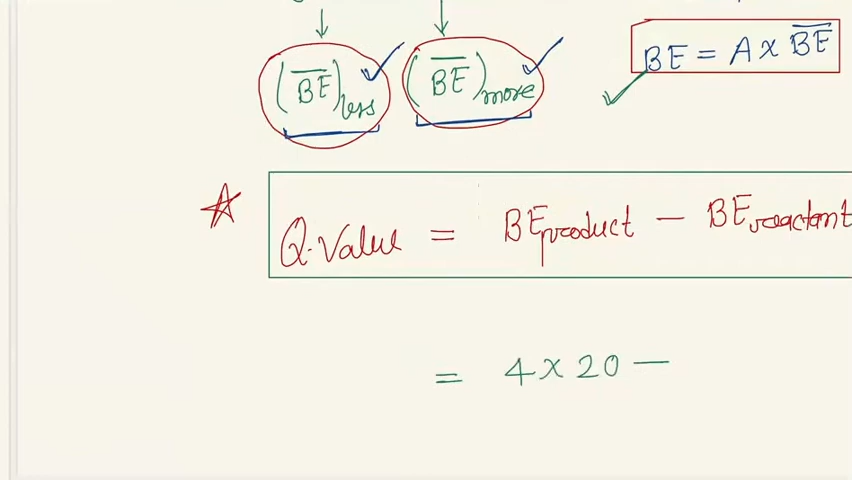 (B̅E̅)less (B̅E̅)more
BE = A × B̅E̅
Q.Value = BEproduct − BEreactant
= 4 × 20 −